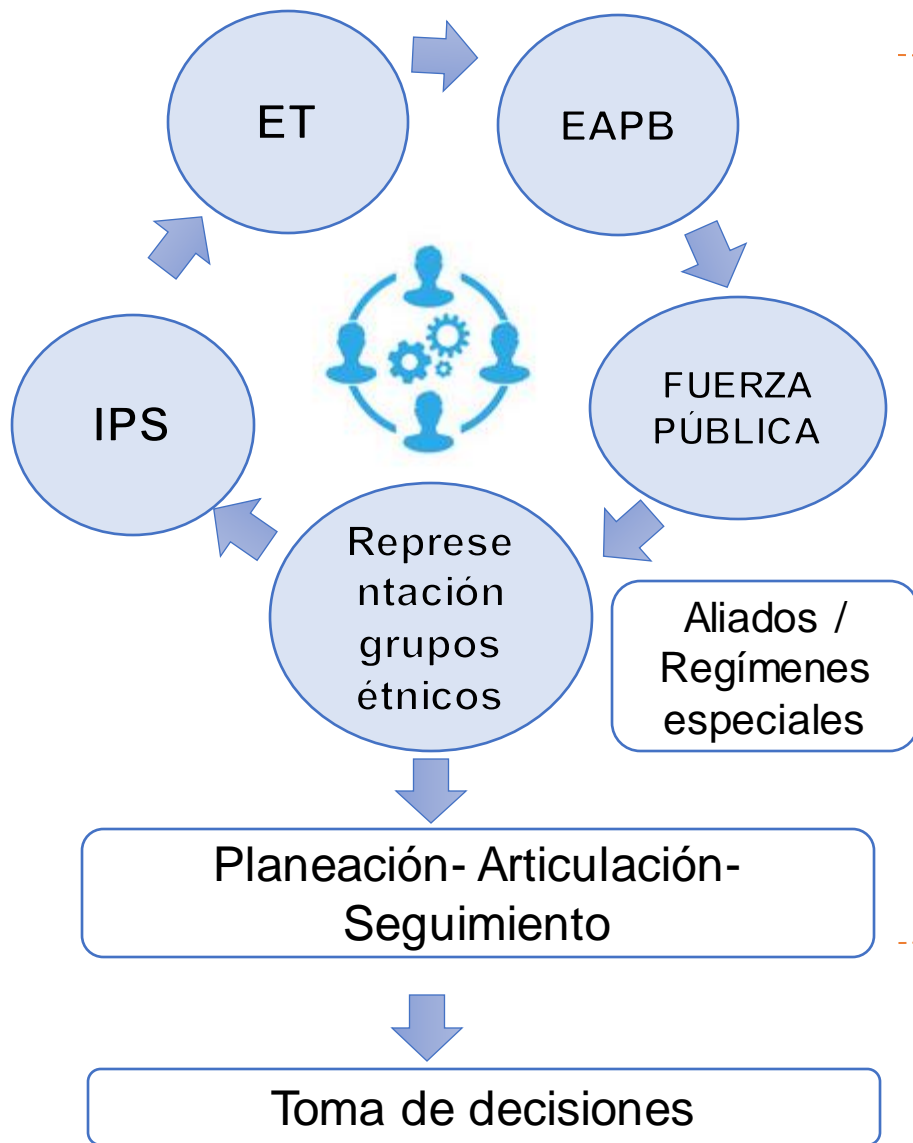 ET
EAPB
FUERZA
PÚBLICA
IPS
Represe
ntación
grupos
étnicos
Aliados /
Regímenes
especiales
Planeación- Articulación-
Seguimiento
Toma de decisiones